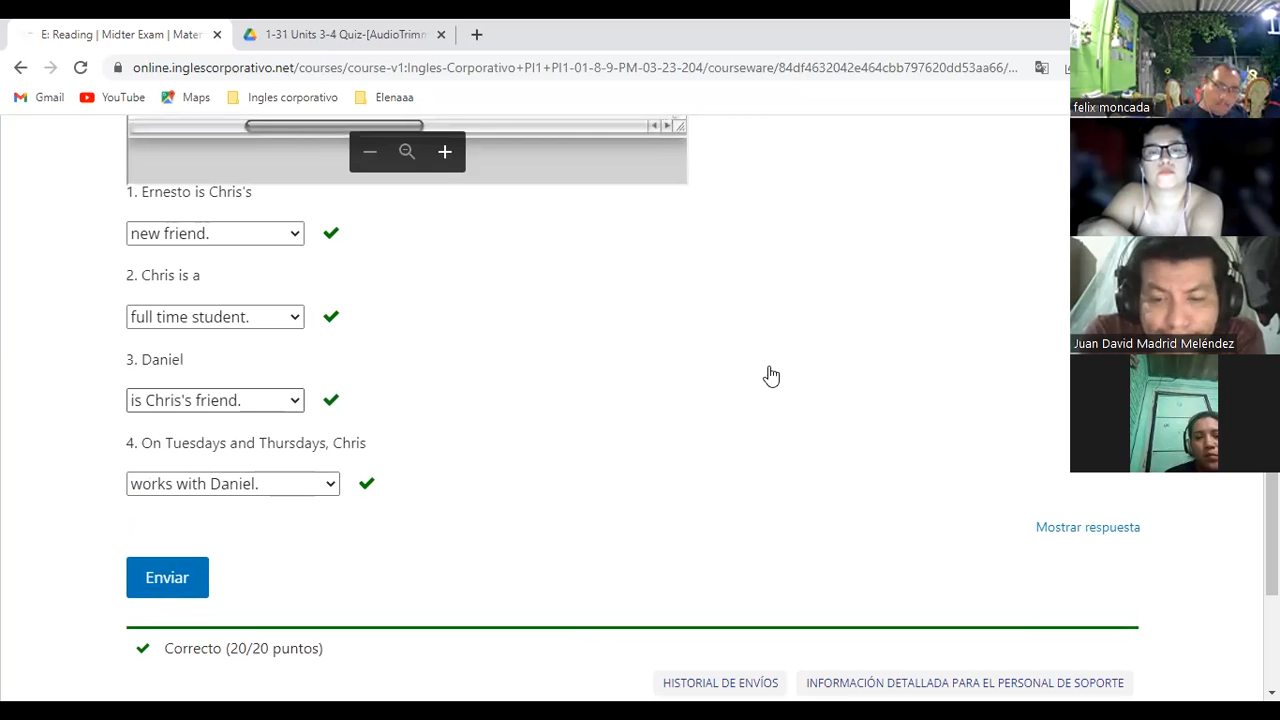 E: Reading | Midter Exam | Mater
1-31 Units 3-4 Quiz-[AudioTrimm
online.inglescorporativo.net/courses/course-v1:Ingles-Corporativo+PI1+PI1-01-8-9-PM-03-23-204/courseware/84df4632042e464cbb797620dd53aa66/...
Gmail YouTube Maps Ingles corporativo Elenaaa
felix moncada
1. Ernesto is Chris's
new friend.
2. Chris is a
full time student.
Juan David Madrid Meléndez
3. Daniel
is Chris's friend.
4. On Tuesdays and Thursdays, Chris
works with Daniel.
Mostrar respuesta
Enviar
Correcto (20/20 puntos)
HISTORIAL DE ENVÍOS INFORMACIÓN DETALLADA PARA EL PERSONAL DE SOPORTE